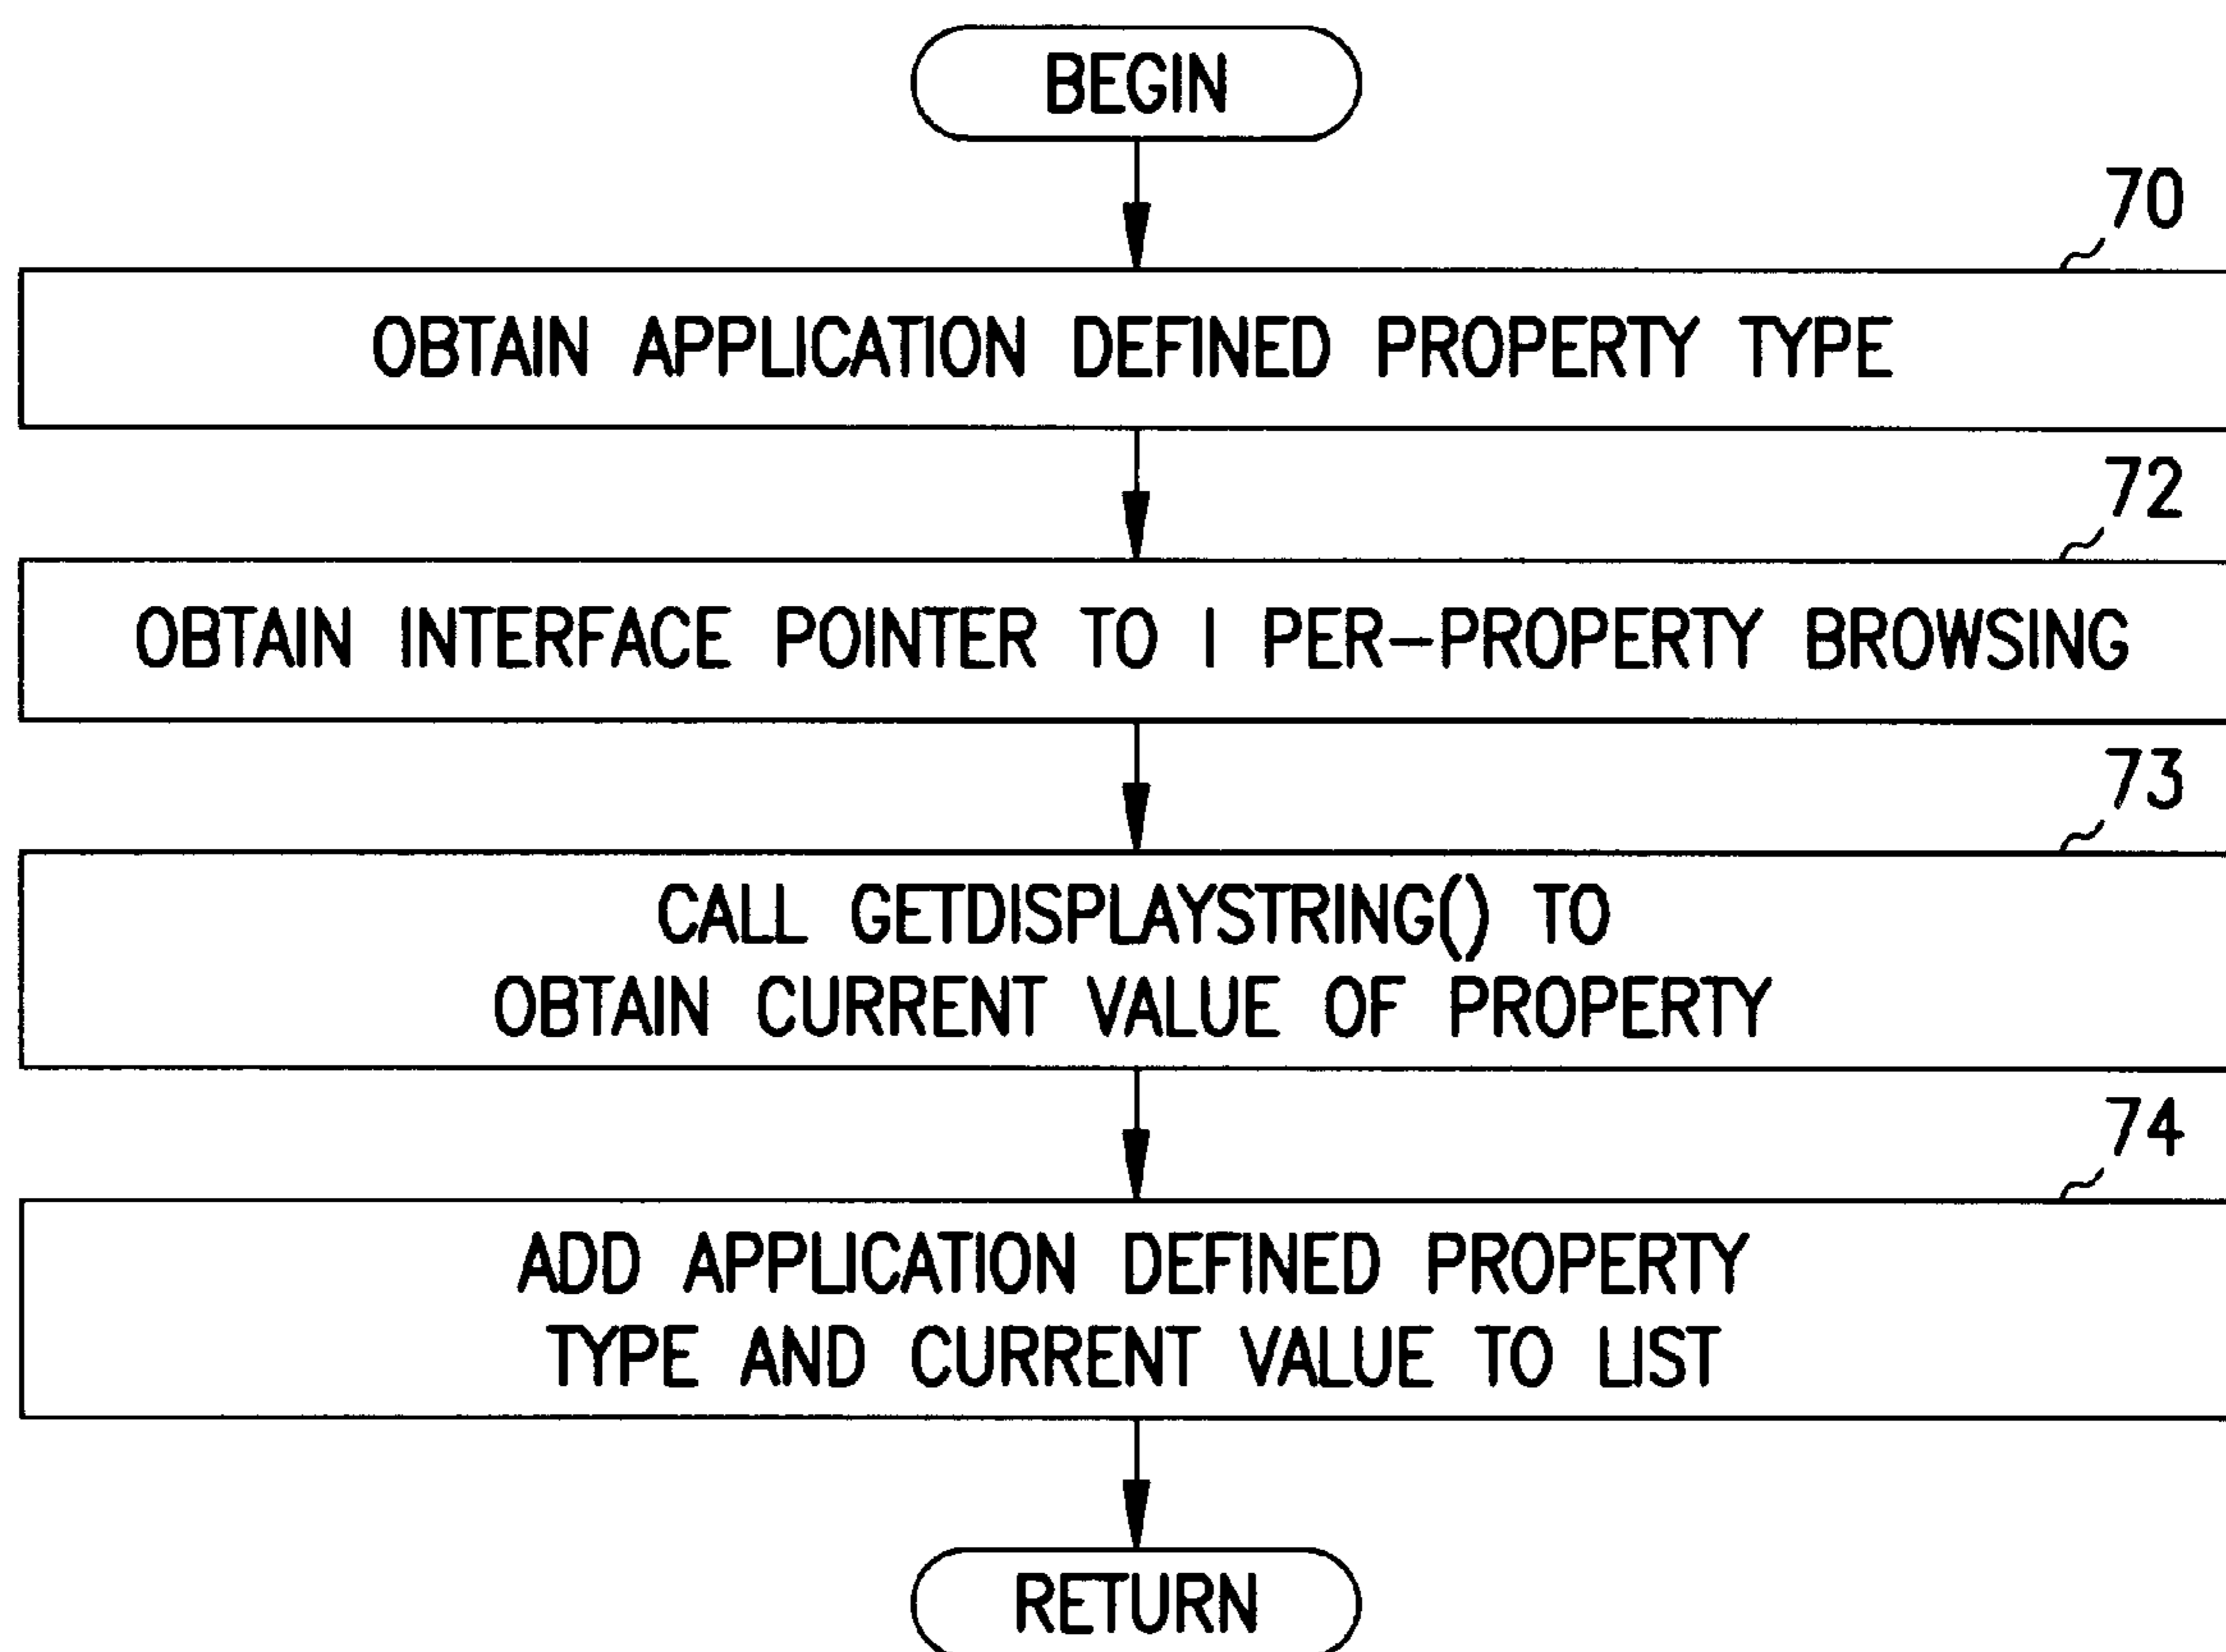 BEGIN
70
OBTAIN APPLICATION DEFINED PROPERTY TYPE
72
OBTAIN INTERFACE POINTER TO I PER-PROPERTY BROWSING
73
CALL GETDISPLAYSTRING() TO
OBTAIN CURRENT VALUE OF PROPERTY
74
ADD APPLICATION DEFINED PROPERTY
TYPE AND CURRENT VALUE TO LIST
RETURN